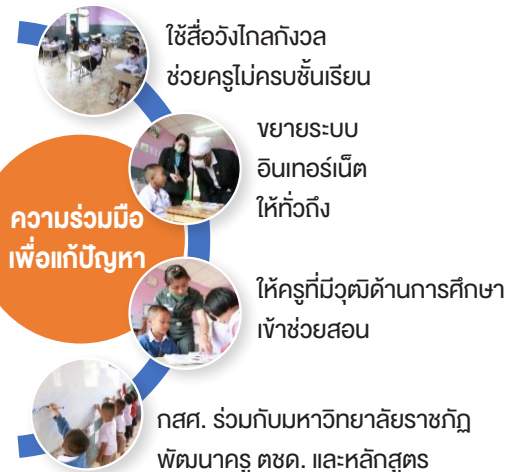 ใช้สื่อวังไกลกังวล
ช่วยครูไม่ครบชั้นเรียน
ขยายระบบ
อินเทอร์เน็ต
ให้ทั่วถึง
ความร่วมมือ
เพื่อแก้ปัญหา
ให้ครูที่มีวุฒิด้านการศึกษา
เข้าช่วยสอน
กสศ. ร่วมกับมหาวิทยาลัยราชภัฏ
พัฒนาครู ตชด. และหลักสูตร